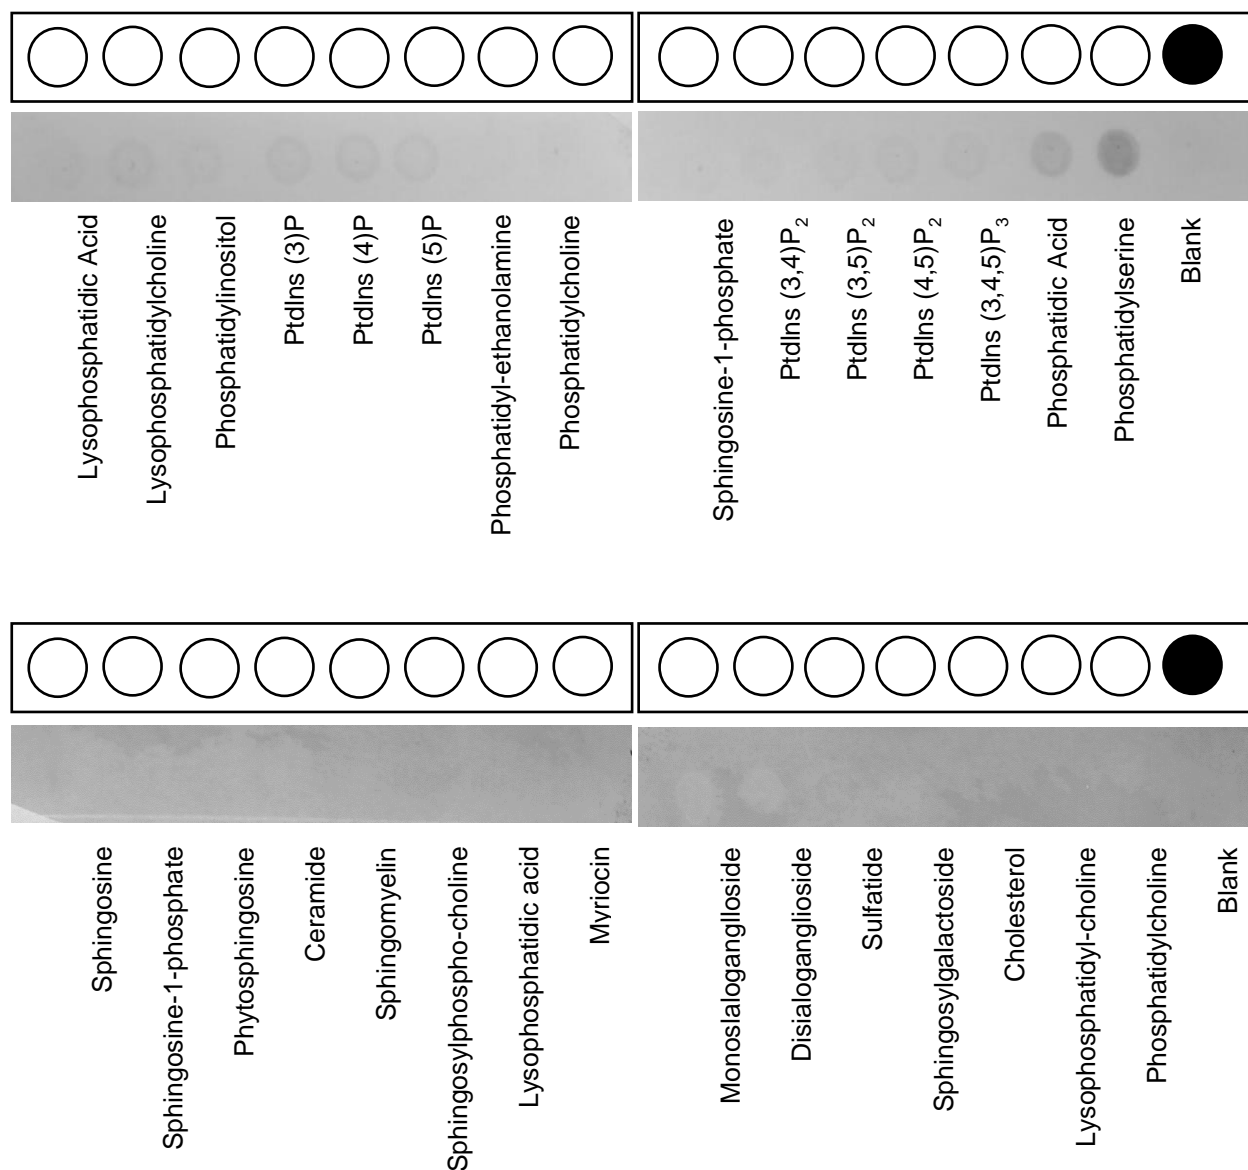 Lysophosphatidic Acid
Lysophosphatidylcholine
Phosphatidylinositol
PtdIns (3)P
PtdIns (4)P
PtdIns (5)P
Phosphatidyl-ethanolamine
Phosphatidylcholine
Sphingosine-1-phosphate
PtdIns (3,4)P₂
PtdIns (3,5)P₂
PtdIns (4,5)P₂
PtdIns (3,4,5)P₃
Phosphatidic Acid
Phosphatidylserine
Blank
Sphingosine
Sphingosine-1-phosphate
Phytosphingosine
Ceramide
Sphingomyelin
Sphingosylphospho-choline
Lysophosphatidic acid
Myriocin
Monoslaloganglloside
Disialoganglioside
Sulfatide
Sphingosylgalactoside
Cholesterol
Lysophosphatidyl-choline
Phosphatidylcholine
Blank